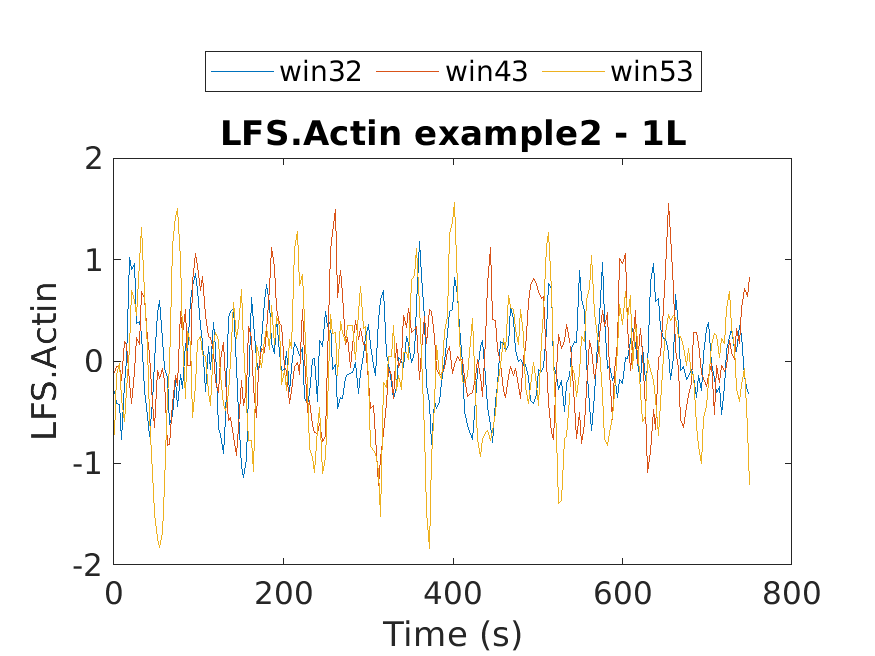 win32 win43 win53
LFS.Actin example2 - 1L
2
1
0
-1
-2
LFS.Actin
0 200 400 600 800
Time (s)